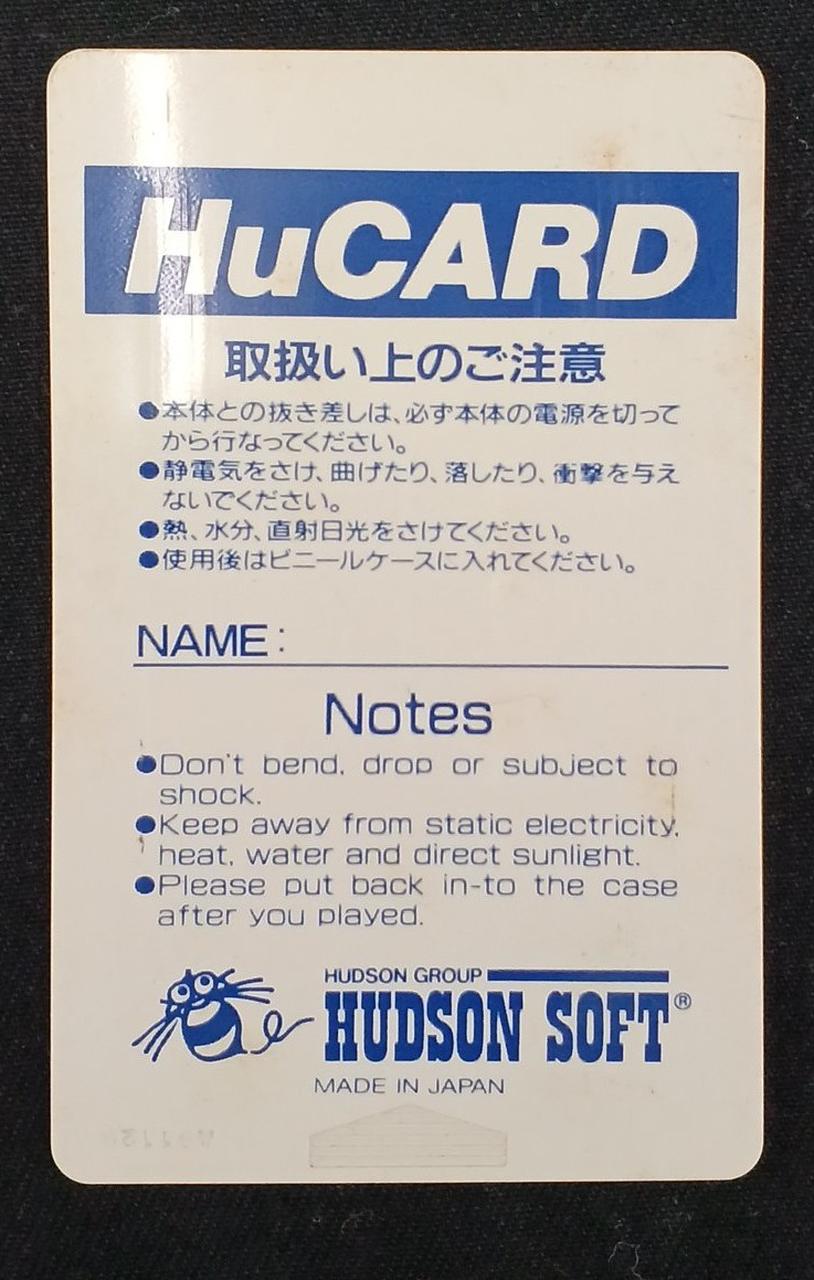 HuCARD
取扱い上のご注意
●本体との抜き差しは、必ず本体の電源を切って
から行なってください。
●静電気をさけ、曲げたり、落したり、衝撃を与え
ないでください。
●熱、水分、直射日光をさけてください。
●使用後はビニールケースに入れてください。
NAME:
Notes
●Don't bend, drop or subject to
shock.
●Keep away from static electricity,
heat, water and direct sunlight.
●Please put back in-to the case
after you played.
HUDSON GROUP
HUDSON SOFT®
MADE IN JAPAN